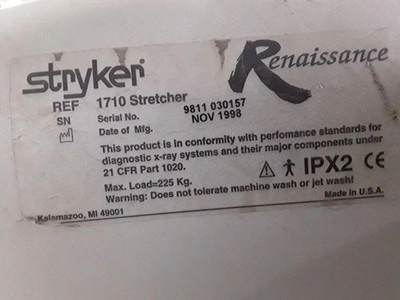 stryker Renaissance
REF 1710 Stretcher
SN Serial No. 9811 030157
Date of Mfg. NOV 1998
This product is in conformity with perfomance standards for
diagnostic x-ray systems and their major components under
21 CFR Part 1020.
IPX2 CE
Max. Load=225 Kg.
Warning: Does not tolerate machine wash or jet wash!
Kalamazoo, MI 49001 Made in U.S.A.